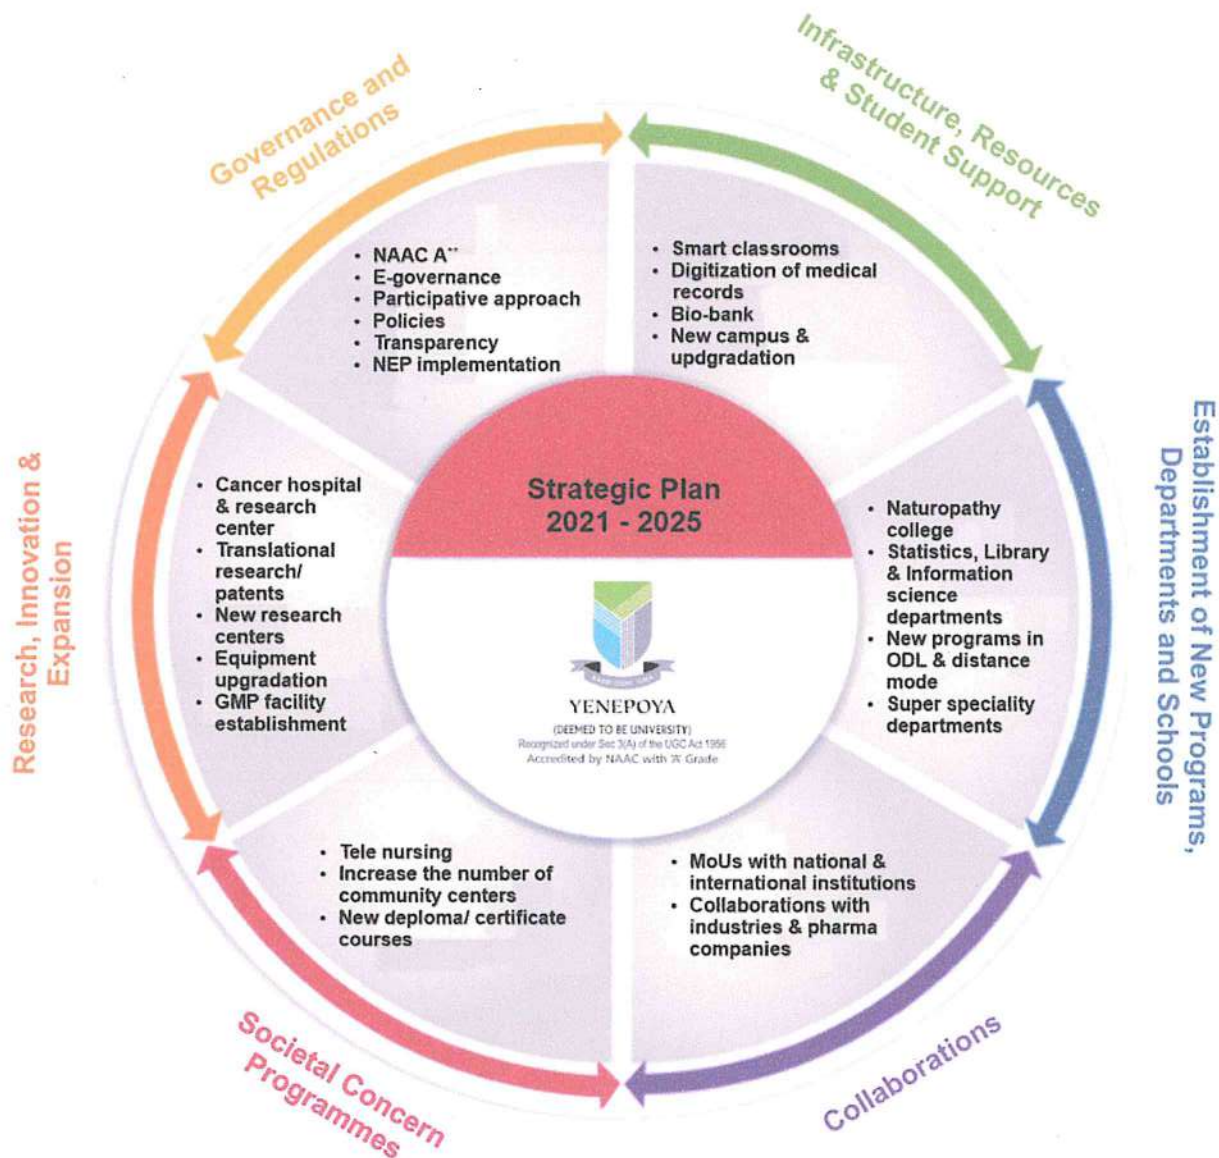 Governance and
Regulations
• NAAC A++
• E-governance
• Participative approach
• Policies
• Transparency
• NEP implementation
Infrastructure, Resources
& Student Support
• Smart classrooms
• Digitization of medical
records
• Bio-bank
• New campus &
updgradation
Establishment of New Programs,
Departments and Schools
• Naturopathy
college
• Statistics, Library
& Information
science
departments
• New programs in
ODL & distance
mode
• Super speciality
departments
Collaborations
• MoUs with national &
international institutions
• Collaborations with
industries & pharma
companies
Societal Concern
Programmes
• Tele nursing
• Increase the number of
community centers
• New deploma/ certificate
courses
Research, Innovation &
Expansion
• Cancer hospital
& research
center
• Translational
research/
patents
• New research
centers
• Equipment
upgradation
• GMP facility
establishment
Strategic Plan
2021 - 2025
YENEPOYA
(DEEMED TO BE UNIVERSITY)
Recognized under Sec 3(A) of the UGC Act 1956
Accredited by NAAC with 'A' Grade